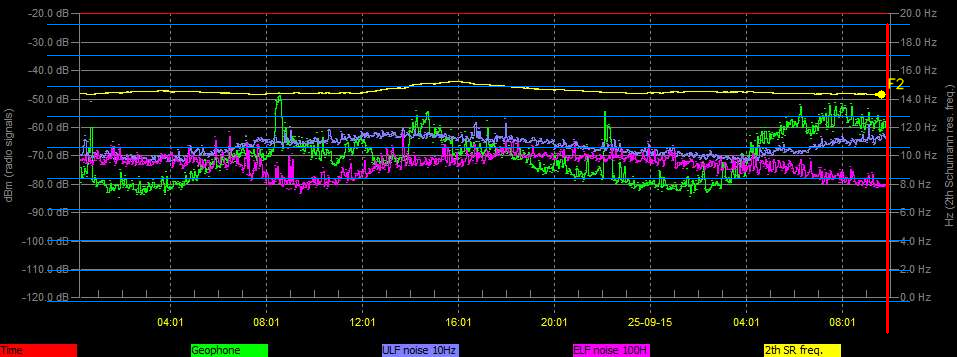 -20.0 dB 20.0 Hz
-30.0 dB 18.0 Hz
-40.0 dB 16.0 Hz
F2
-50.0 dB 14.0 Hz
-60.0 dB 12.0 Hz
-70.0 dB 10.0 Hz
-80.0 dB 8.0 Hz
-90.0 dB 6.0 Hz
-100.0 dB 4.0 Hz
-110.0 dB 2.0 Hz
-120.0 dB 0.0 Hz
dBm (radio signals)
Hz (2th Schumann res. freq.)
04:01 08:01 12:01 16:01 20:01 25-09-15 04:01 08:01
Time Geophone ULF noise 10Hz ELF noise 100H 2th SR freq.